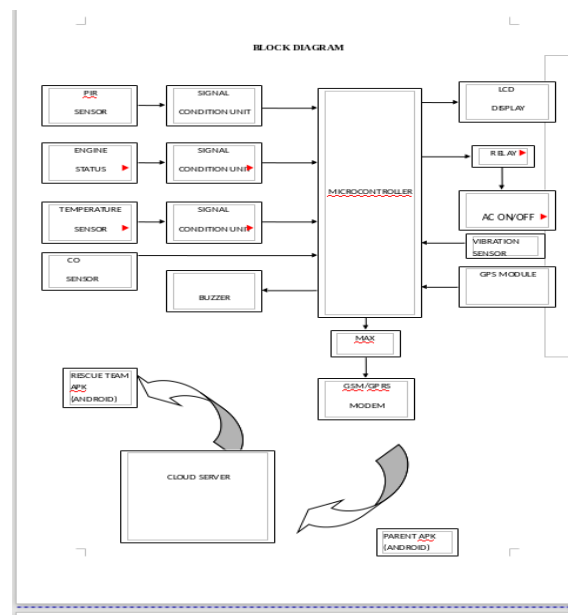 BLOCK DIAGRAM
PIR
SENSOR
SIGNAL
CONDITION UNIT
LCD
DISPLAY
ENGINE
STATUS
SIGNAL
CONDITION UNIT
RELAY
MICROCONTROLLER
TEMPERATURE
SENSOR
SIGNAL
CONDITION UNIT
AC ON/OFF
VIBRATION
SENSOR
CO
SENSOR
GPS MODULE
BUZZER
MAX
RESCUE TEAM
APK
(ANDROID)
GSM/GPRS
MODEM
CLOUD SERVER
PARENT APK
(ANDROID)